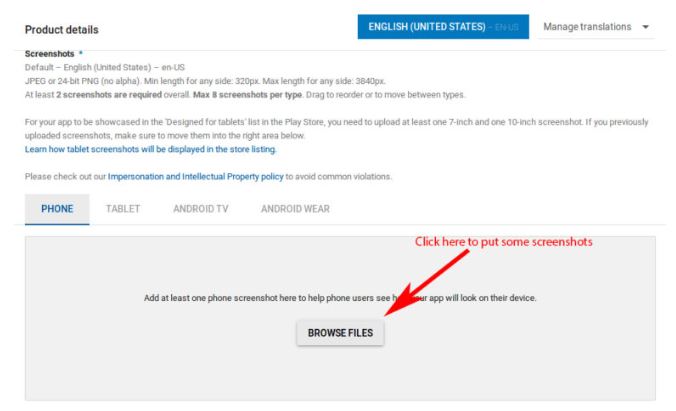 Product details
ENGLISH (UNITED STATES) – EN-US
Manage translations
Screenshots *
Default – English (United States) – en-US
JPEG or 24-bit PNG (no alpha). Min length for any side: 320px. Max length for any side: 3840px.
At least 2 screenshots are required overall. Max 8 screenshots per type. Drag to reorder or to move between types.
For your app to be showcased in the 'Designed for tablets' list in the Play Store, you need to upload at least one 7-inch and one 10-inch screenshot. If you previously
uploaded screenshots, make sure to move them into the right area below.
Learn how tablet screenshots will be displayed in the store listing.
Please check out our Impersonation and Intellectual Property policy to avoid common violations.
PHONE
TABLET
ANDROID TV
ANDROID WEAR
Click here to put some screenshots
Add at least one phone screenshot here to help phone users see ur app will look on their device.
BROWSE FILES